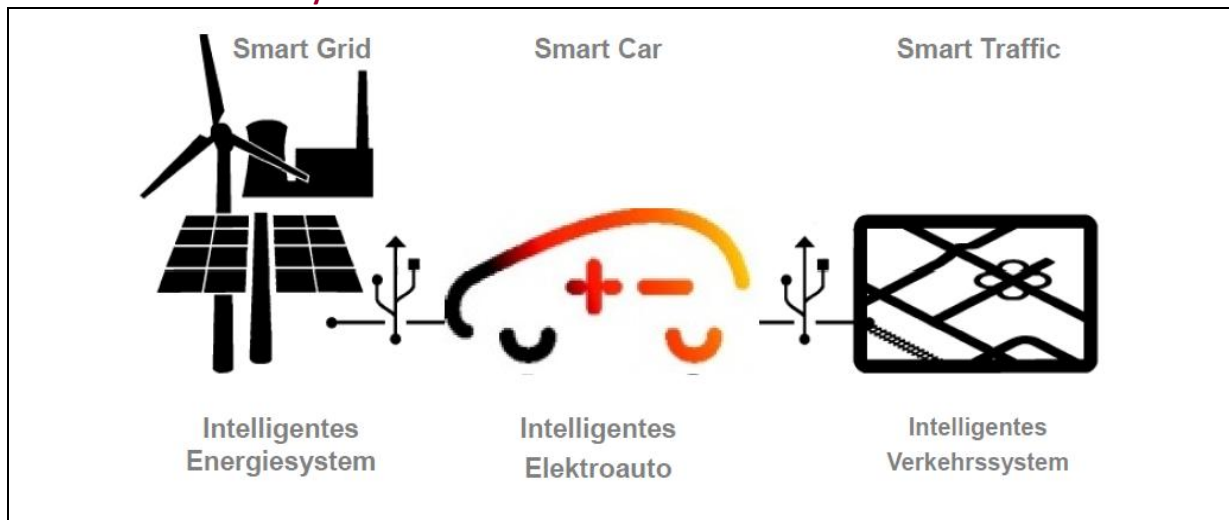 Smart Grid
Smart Car
Smart Traffic
Intelligentes
Energiesystem
Intelligentes
Elektroauto
Intelligentes
Verkehrssystem